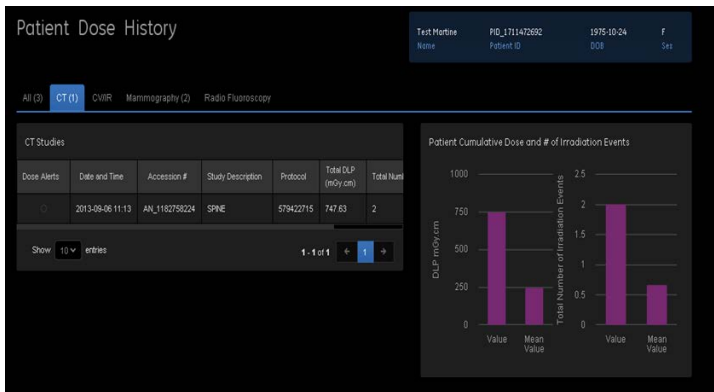 Patient Dose History
Test Martine PID_1711472692 1975-10-24 F
Name Patient ID DOB Sex
All (3) CT (1) CV/IR Mammography (2) Radio Fluoroscopy
CT Studies
Dose Alerts Date and Time Accession # Study Description Protocol Total DLP (mGy.cm) Total Numl
2013-09-06 11:13 AN_1182758224 SPINE 579422715 747.63 2
Show 10 entries 1 - 1 of 1 ← 1 →
Patient Cumulative Dose and # of Irradiation Events
DLP mGy.cm
1000
750
500
250
0
Value Mean Value
Total Number of Irradiation Events
2.5
2
1.5
1
0.5
0
Value Mean Value